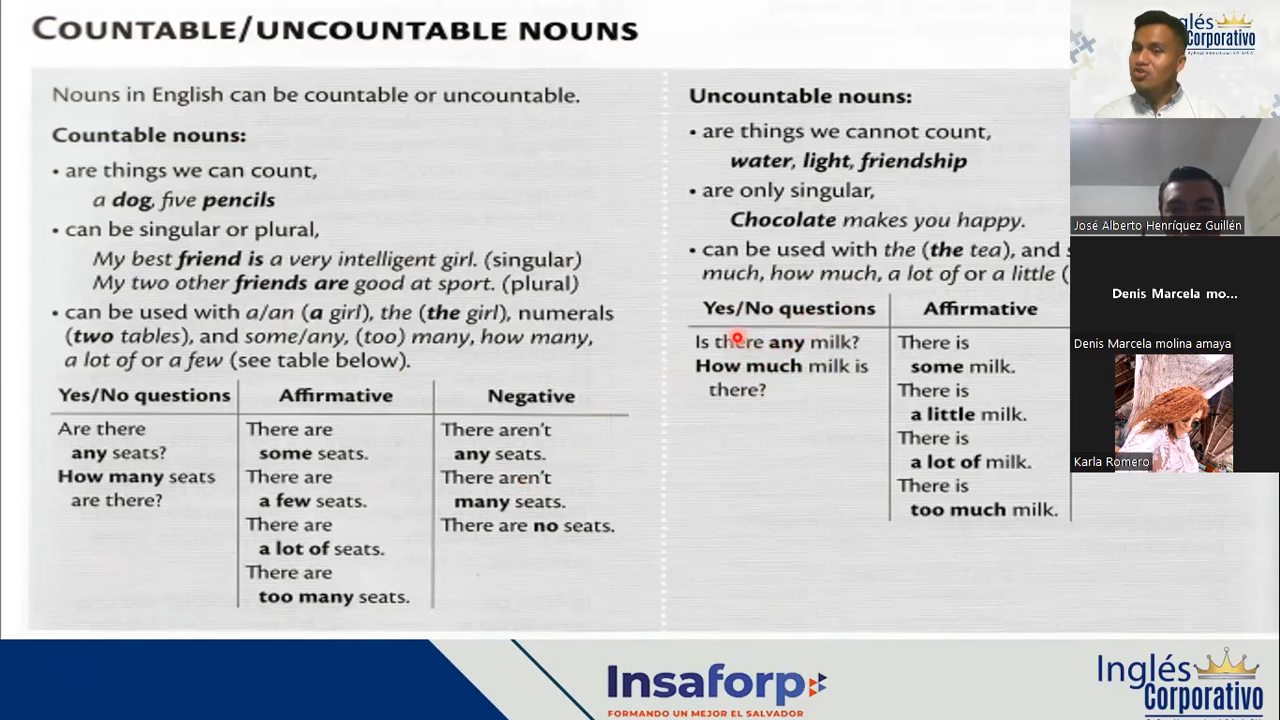 COUNTABLE/UNCOUNTABLE NOUNS
Nouns in English can be countable or uncountable.
Countable nouns:
• are things we can count,
a dog, five pencils
• can be singular or plural,
My best friend is a very intelligent girl. (singular)
My two other friends are good at sport. (plural)
• can be used with a/an (a girl), the (the girl), numerals
(two tables), and some/any, (too) many, how many,
a lot of or a few (see table below).
Yes/No questions Affirmative Negative
Are there
any seats?
How many seats
are there?
There are
some seats.
There are
a few seats.
There are
a lot of seats.
There are
too many seats.
There aren't
any seats.
There aren't
many seats.
There are no seats.
Uncountable nouns:
• are things we cannot count,
water, light, friendship
• are only singular,
Chocolate makes you happy.
• can be used with the (the tea), and
much, how much, a lot of or a little (
Yes/No questions Affirmative
Is there any milk?
How much milk is
there?
There is
some milk.
There is
a little milk.
There is
a lot of milk.
There is
too much milk.
Inglés
Corporativo
José Alberto Henríquez Guillén
Denis Marcela mo...
Denis Marcela molina amaya
Karla Romero
Insaforp
FORMANDO UN MEJOR EL SALVADOR
Inglés
Corporativo